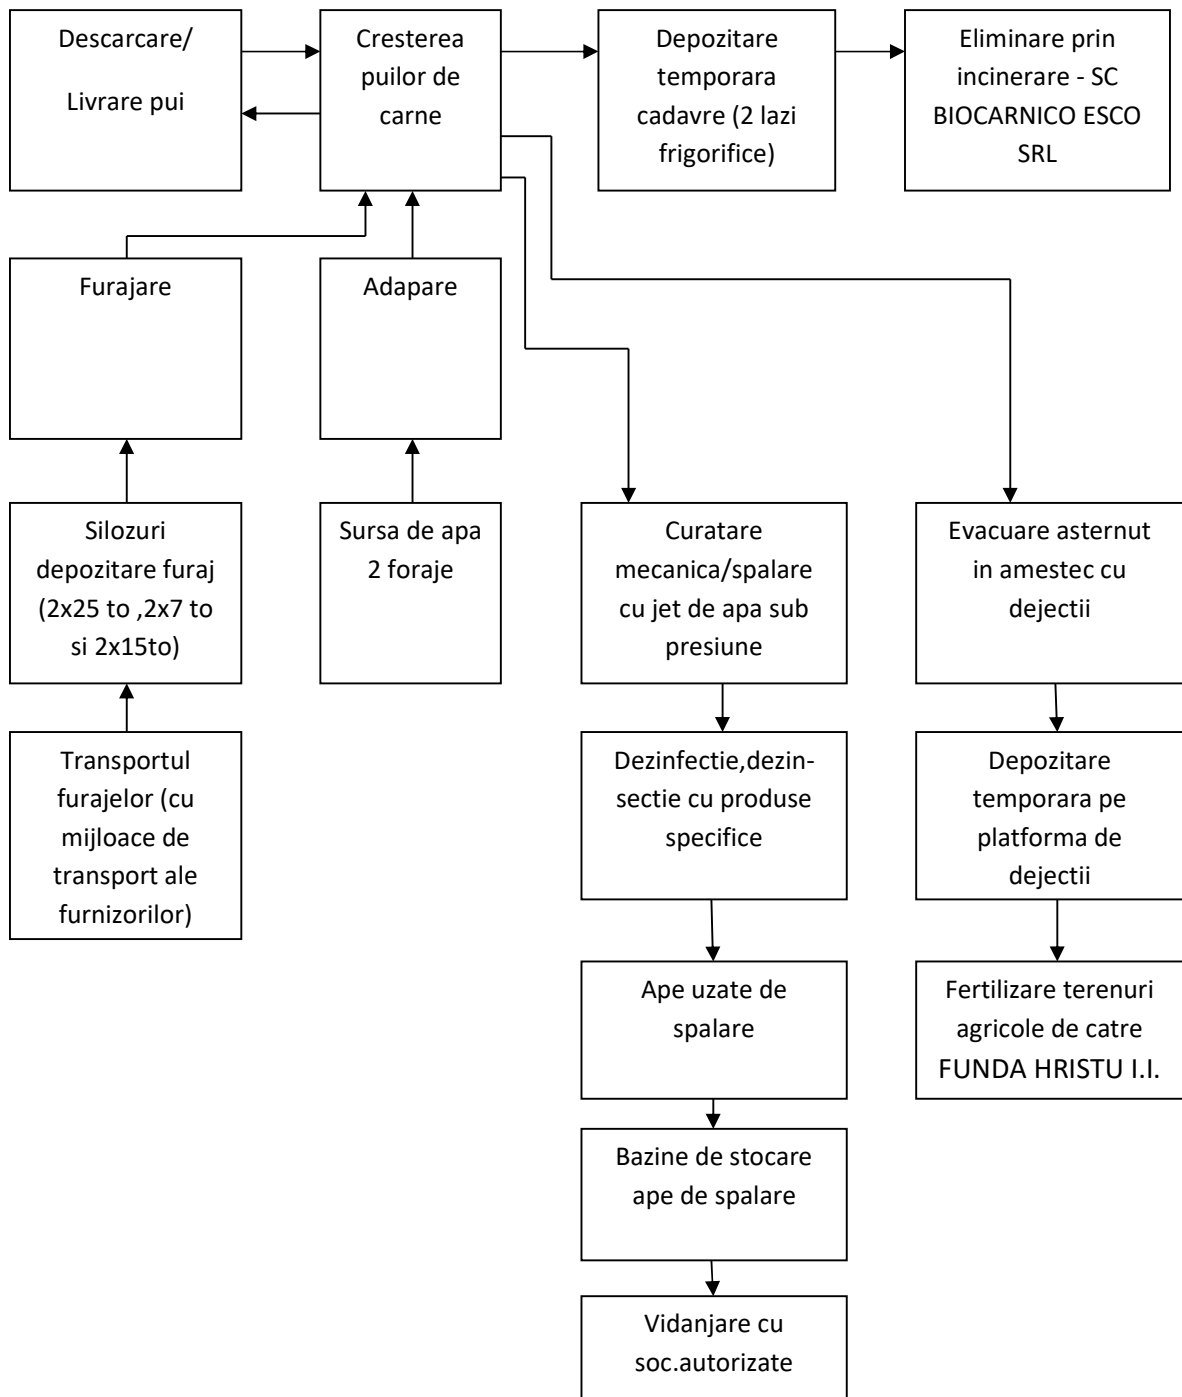 Descarcare/
Livrare pui
Cresterea
puilor de
carne
Depozitare
temporara
cadavre (2 lazi
frigorifice)
Eliminare prin
incinerare - SC
BIOCARNICO ESCO
SRL
Furajare
Adapare
Silozuri
depozitare furaj
(2x25 to ,2x7 to
si 2x15to)
Sursa de apa
2 foraje
Curatare
mecanica/spalare
cu jet de apa sub
presiune
Evacuare asternut
in amestec cu
dejectii
Transportul
furajelor (cu
mijloace de
transport ale
furnizorilor)
Dezinfectie,dezin-
sectie cu produse
specifice
Depozitare
temporara pe
platforma de
dejectii
Ape uzate de
spalare
Fertilizare terenuri
agricole de catre
FUNDA HRISTU I.I.
Bazine de stocare
ape de spalare
Vidanjare cu
soc.autorizate